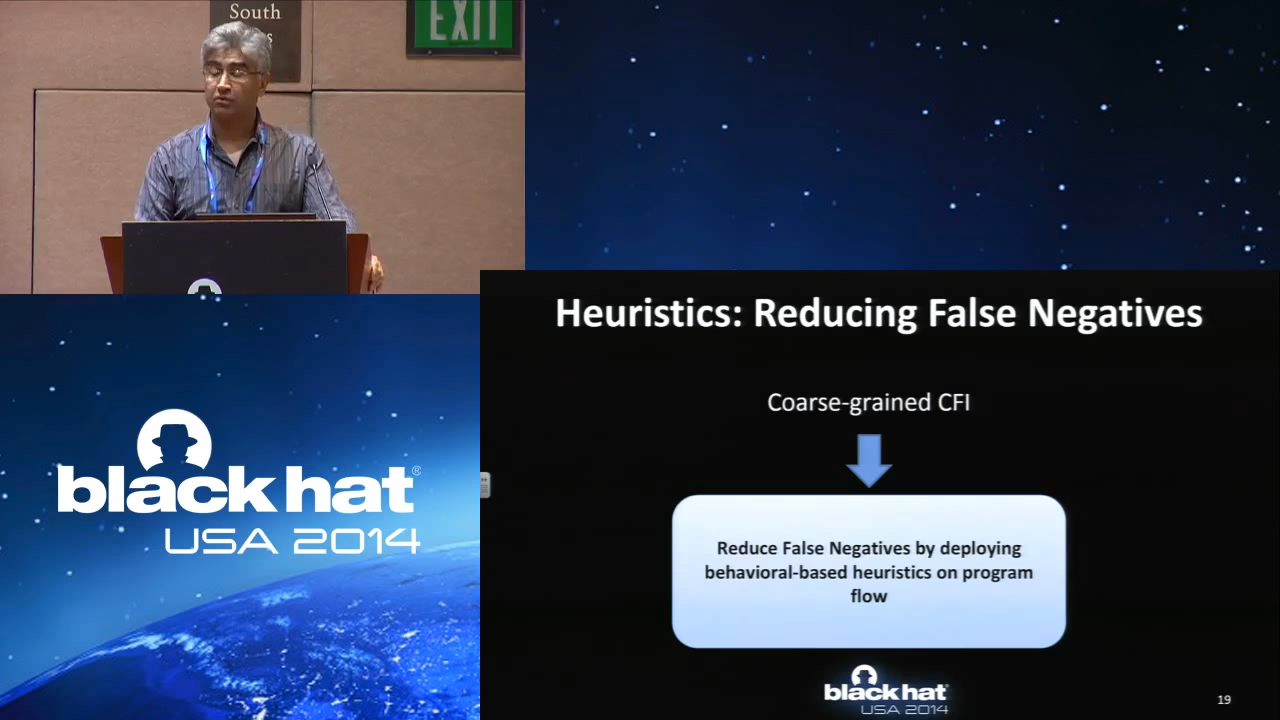 South
EXIT
Heuristics: Reducing False Negatives
Coarse-grained CFI
Reduce False Negatives by deploying
behavioral-based heuristics on program
flow
black hat®
USA 2014
black hat®
USA 2014
19